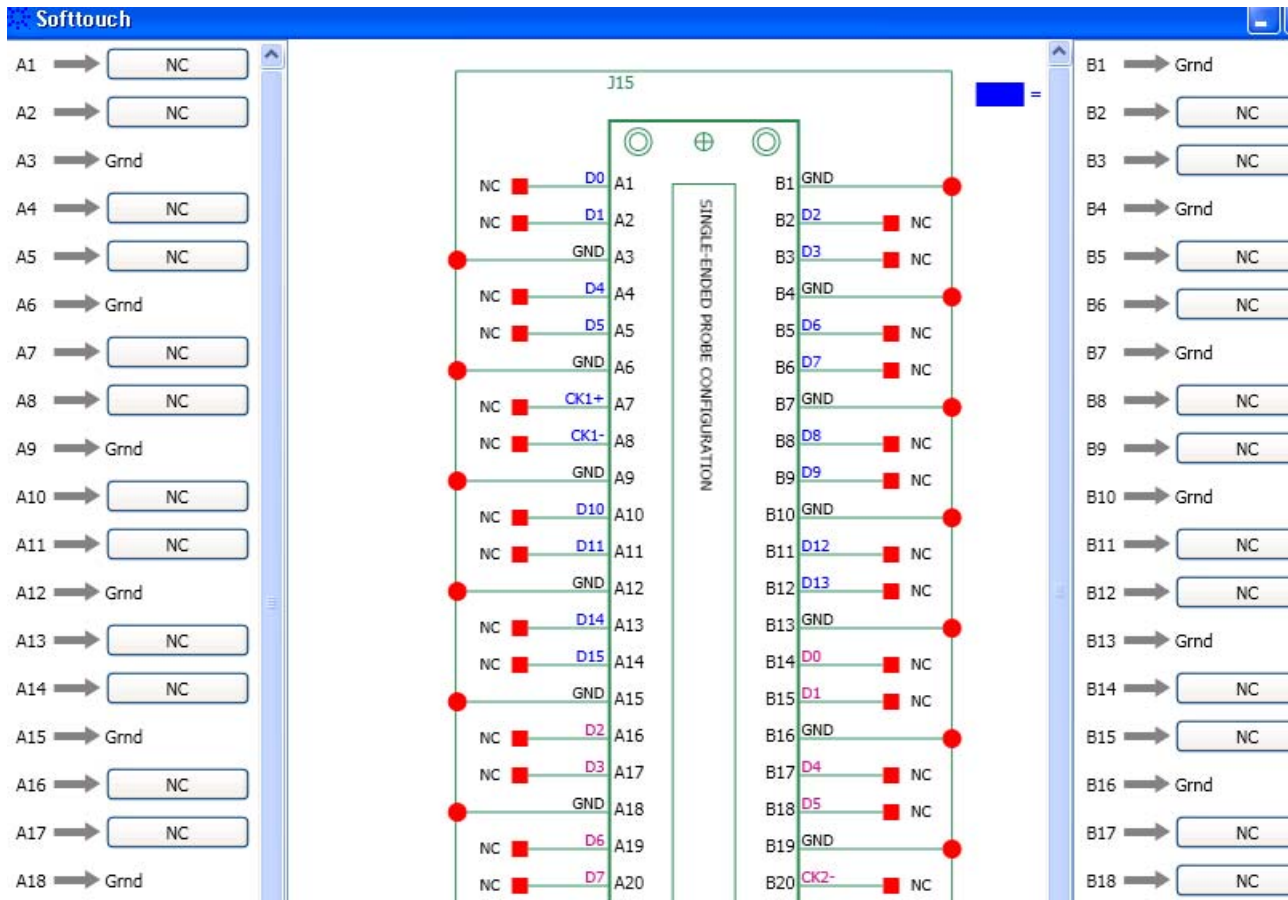 Softtouch
A1 NC
A2 NC
A3 Grnd
A4 NC
A5 NC
A6 Grnd
A7 NC
A8 NC
A9 Grnd
A10 NC
A11 NC
A12 Grnd
A13 NC
A14 NC
A15 Grnd
A16 NC
A17 NC
A18 Grnd
J15
=
SINGLE-ENDED PROBE CONFIGURATION
NC D0 A1 B1 GND
NC D1 A2 B2 D2 NC
GND A3 B3 D3 NC
NC D4 A4 B4 GND
NC D5 A5 B5 D6 NC
GND A6 B6 D7 NC
NC CK1+ A7 B7 GND
NC CK1- A8 B8 D8 NC
GND A9 B9 D9 NC
NC D10 A10 B10 GND
NC D11 A11 B11 D12 NC
GND A12 B12 D13 NC
NC D14 A13 B13 GND
NC D15 A14 B14 D0 NC
GND A15 B15 D1 NC
NC D2 A16 B16 GND
NC D3 A17 B17 D4 NC
GND A18 B18 D5 NC
NC D6 A19 B19 GND
NC D7 A20 B20 CK2- NC
B1 Grnd
B2 NC
B3 NC
B4 Grnd
B5 NC
B6 NC
B7 Grnd
B8 NC
B9 NC
B10 Grnd
B11 NC
B12 NC
B13 Grnd
B14 NC
B15 NC
B16 Grnd
B17 NC
B18 NC